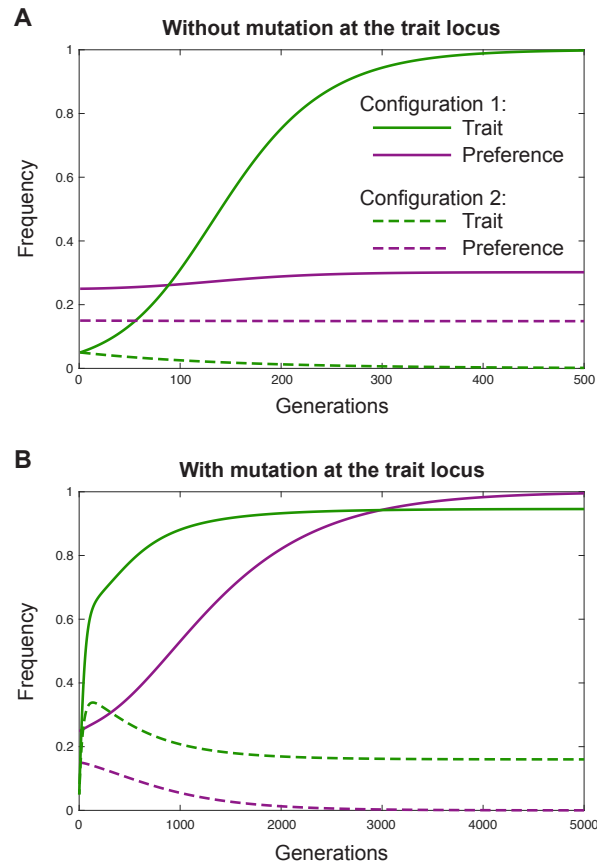 A
Without mutation at the trait locus
1
0.8
0.6
0.4
0.2
0
Frequency
Configuration 1:
Trait
Preference
Configuration 2:
Trait
Preference
100 200 300 400 500
Generations
B
With mutation at the trait locus
1
0.8
0.6
0.4
0.2
0
Frequency
0 1000 2000 3000 4000 5000
Generations